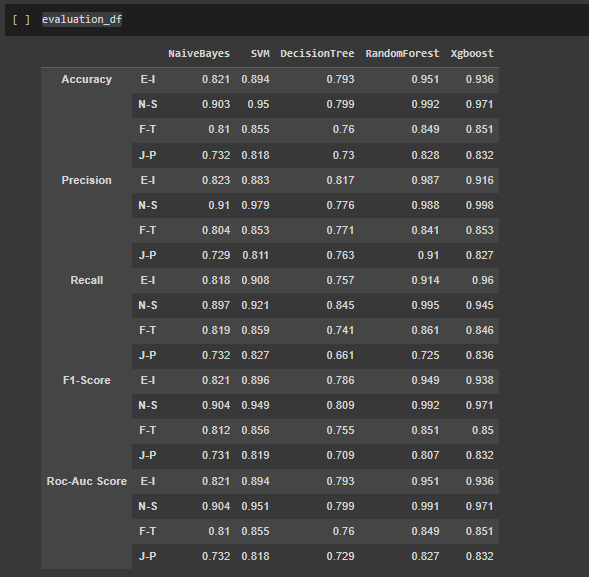 [ ] evaluation_df
NaiveBayes SVM DecisionTree RandomForest Xgboost
Accuracy E-I 0.821 0.894 0.793 0.951 0.936
N-S 0.903 0.95 0.799 0.992 0.971
F-T 0.81 0.855 0.76 0.849 0.851
J-P 0.732 0.818 0.73 0.828 0.832
Precision E-I 0.823 0.883 0.817 0.987 0.916
N-S 0.91 0.979 0.776 0.988 0.998
F-T 0.804 0.853 0.771 0.841 0.853
J-P 0.729 0.811 0.763 0.91 0.827
Recall E-I 0.818 0.908 0.757 0.914 0.96
N-S 0.897 0.921 0.845 0.995 0.945
F-T 0.819 0.859 0.741 0.861 0.846
J-P 0.732 0.827 0.661 0.725 0.836
F1-Score E-I 0.821 0.896 0.786 0.949 0.938
N-S 0.904 0.949 0.809 0.992 0.971
F-T 0.812 0.856 0.755 0.851 0.85
J-P 0.731 0.819 0.709 0.807 0.832
Roc-Auc Score E-I 0.821 0.894 0.793 0.951 0.936
N-S 0.904 0.951 0.799 0.991 0.971
F-T 0.81 0.855 0.76 0.849 0.851
J-P 0.732 0.818 0.729 0.827 0.832